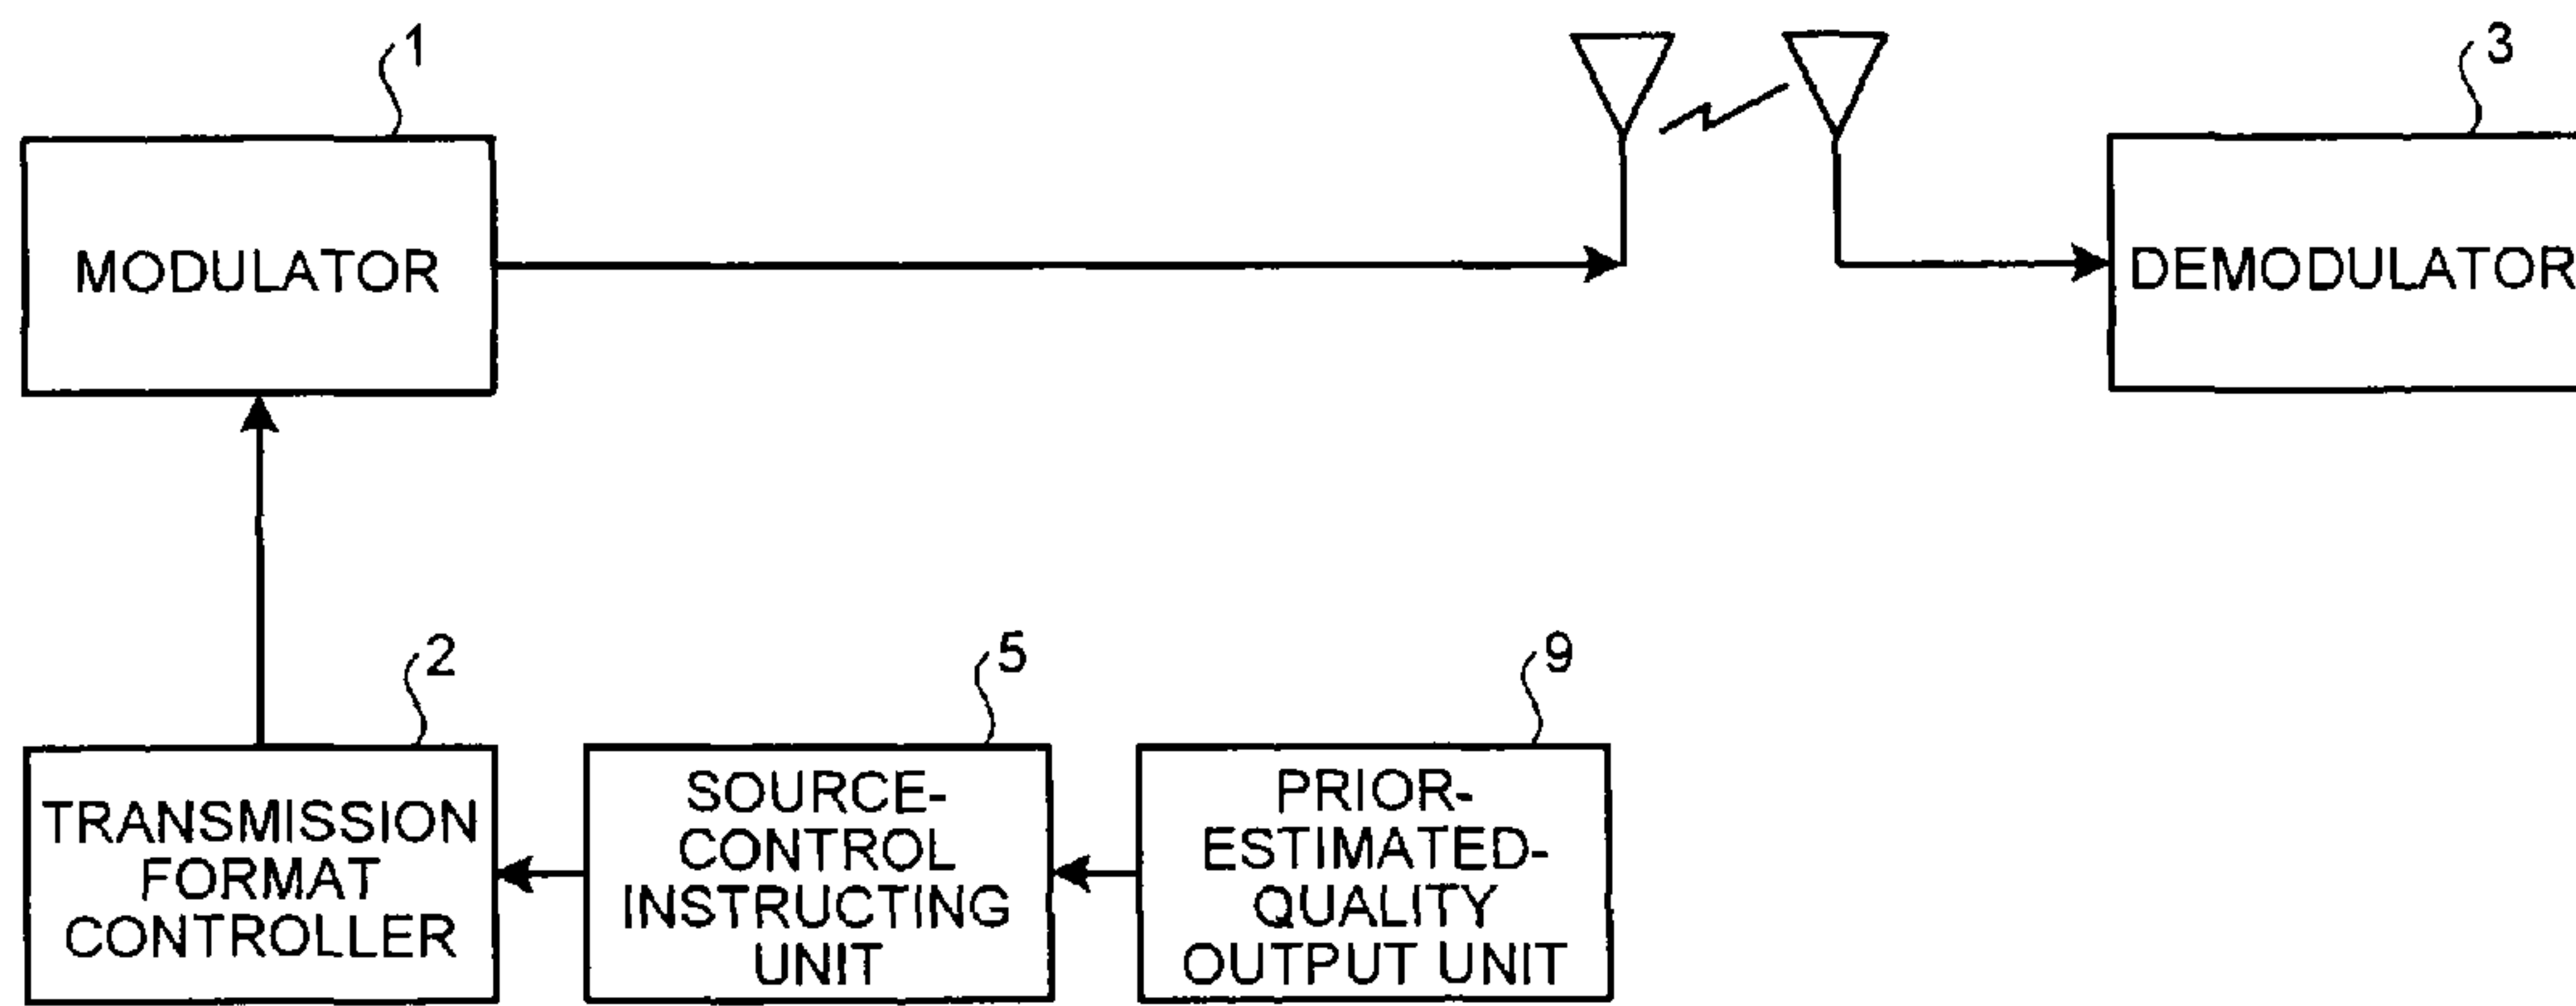 1
3
MODULATOR
DEMODULATOR
2
5
9
TRANSMISSION
FORMAT
CONTROLLER
SOURCE-
CONTROL
INSTRUCTING
UNIT
PRIOR-
ESTIMATED-
QUALITY
OUTPUT UNIT